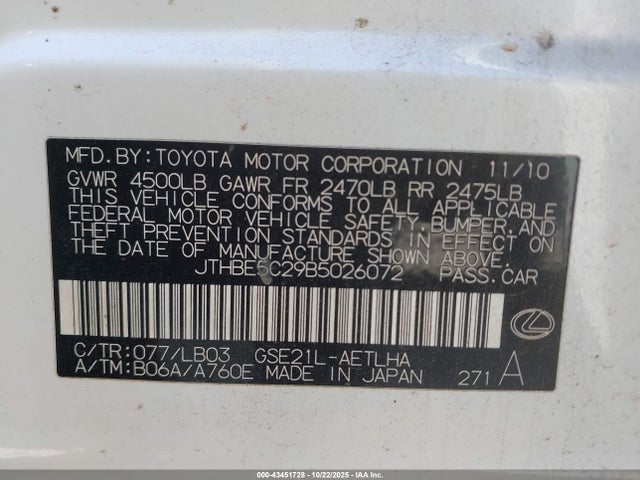 MFD.BY:TOYOTA MOTOR CORPORATION 11/10
GVWR 4500LB GAWR FR 2470LB RR 2475LB
THIS VEHICLE CONFORMS TO ALL APPLICABLE
FEDERAL MOTOR VEHICLE SAFETY,BUMPER,AND
THEFT PREVENTION STANDARDS IN EFFECT ON
THE DATE OF MANUFACTURE SHOWN ABOVE.
JTHBE5C29B5026072 PASS.CAR
C/TR:077/LB03 GSE21L-AETLHA
A/TM:B06A/A760E MADE IN JAPAN 271 A
000-43451728 10/22/2025 IAAI Inc.